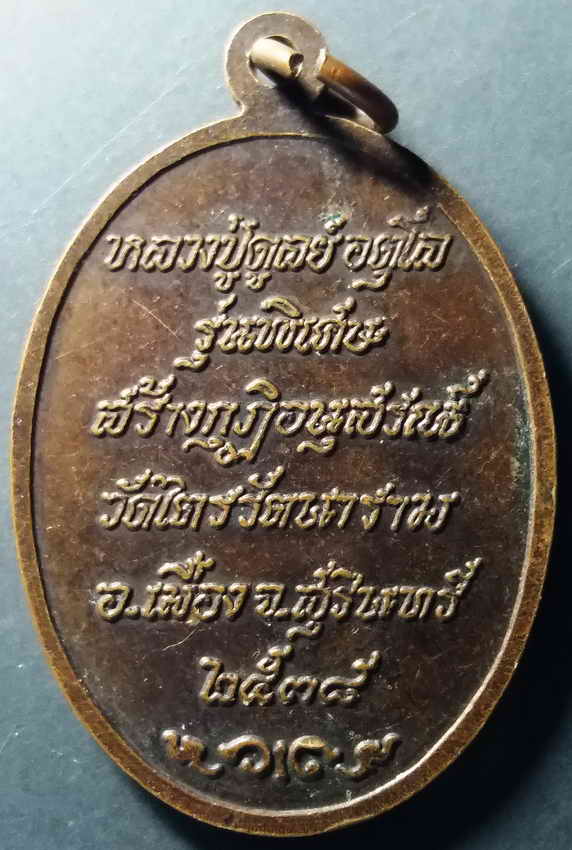 หลวงปู่ดูลย์ อตุโล
รุ่นพิเศษ
สร้างกุฏิอนุสรณ์
วัดไตรรัตนาราม
อ.เมือง จ.สุรินทร์
๒๕๓๘